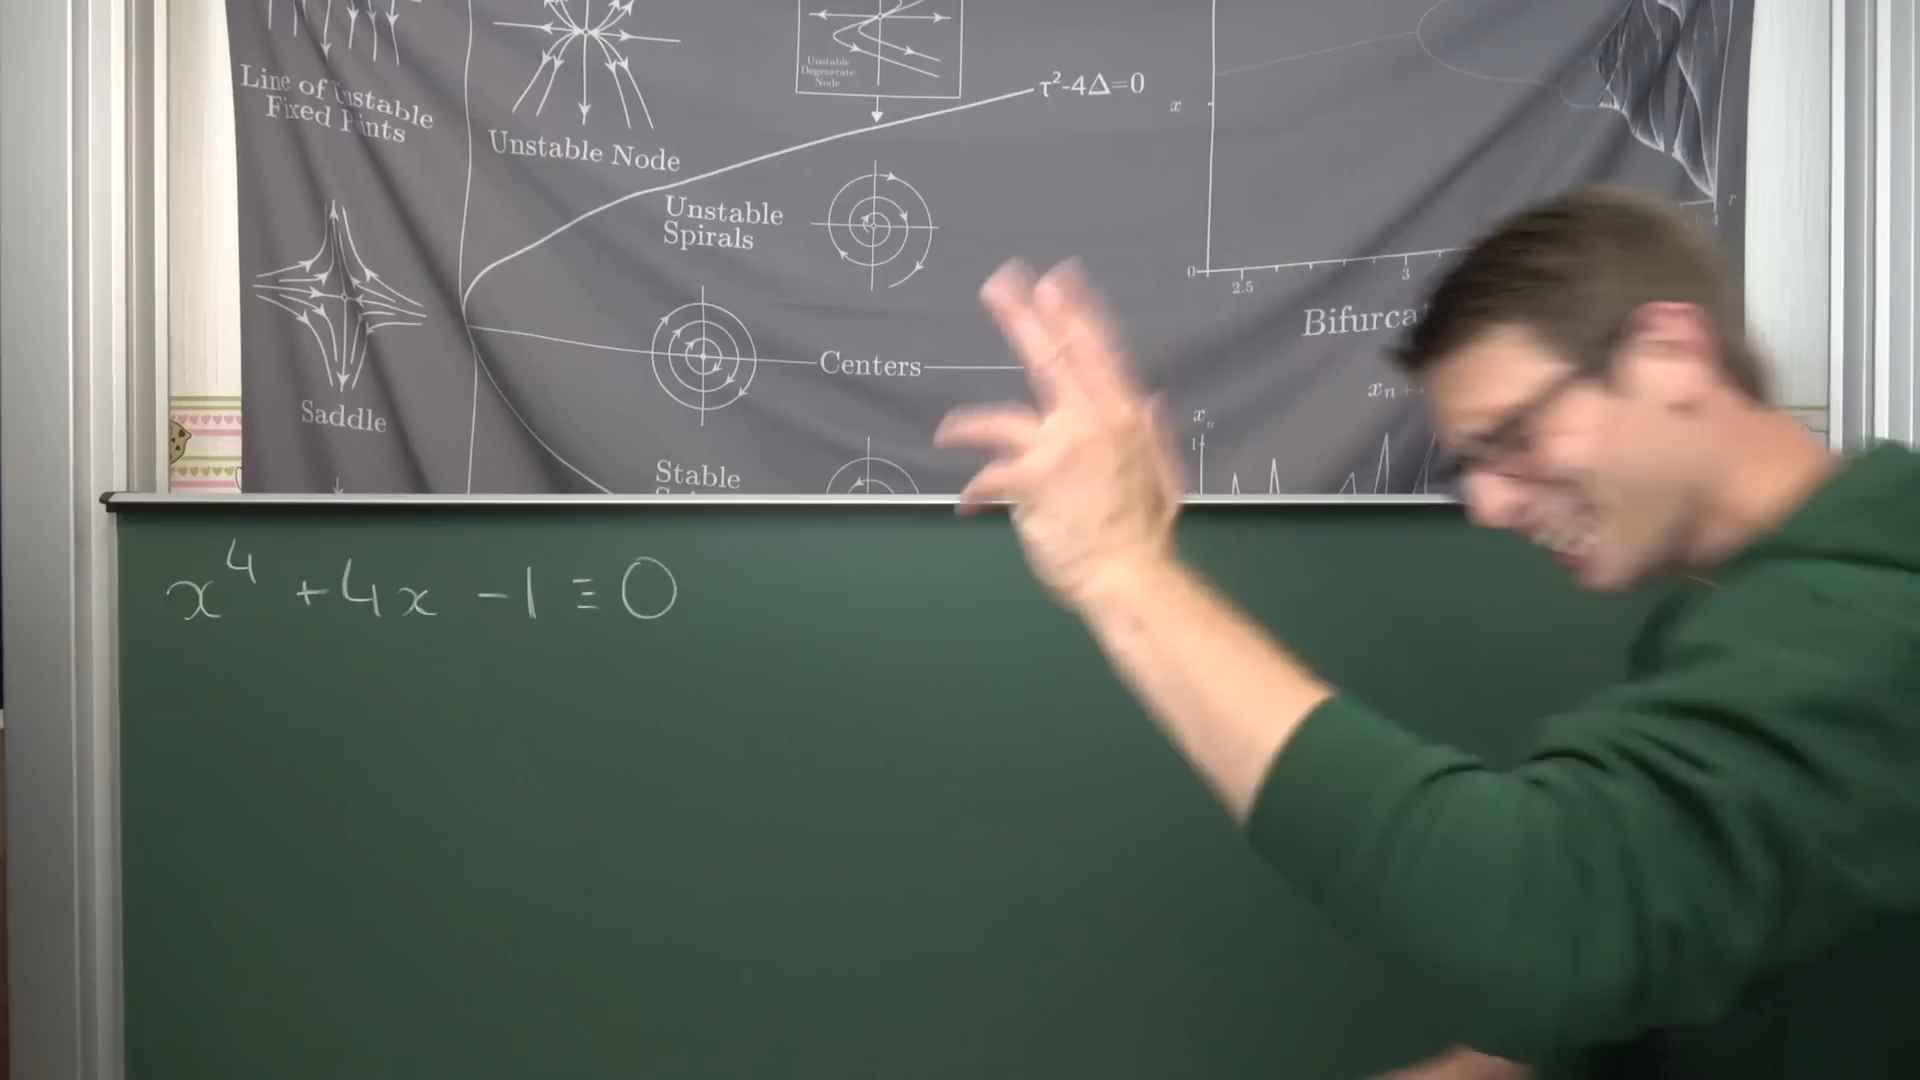 Unstable
Degenerate
Node
τ²-4Δ=0
x
Line of Unstable
Fixed Points
Unstable Node
r
Unstable
Spirals
0
2.5
3
Centers
Saddle
x
n
1
Stable
x⁴ + 4x - 1 ≡ 0